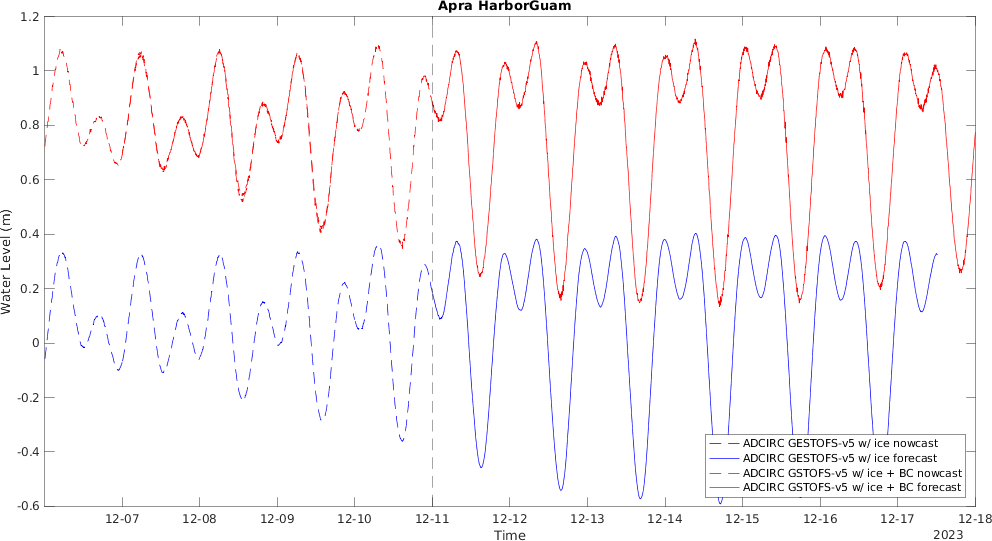 Apra HarborGuam
1.2
1
0.8
0.6
0.4
0.2
0
-0.2
-0.4
-0.6
Water Level (m)
ADCIRC GESTOFS-v5 w/ ice nowcast
ADCIRC GESTOFS-v5 w/ ice forecast
ADCIRC GSTOFS-v5 w/ ice + BC nowcast
ADCIRC GSTOFS-v5 w/ ice + BC forecast
12-07 12-08 12-09 12-10 12-11 12-12 12-13 12-14 12-15 12-16 12-17 12-18
Time
2023